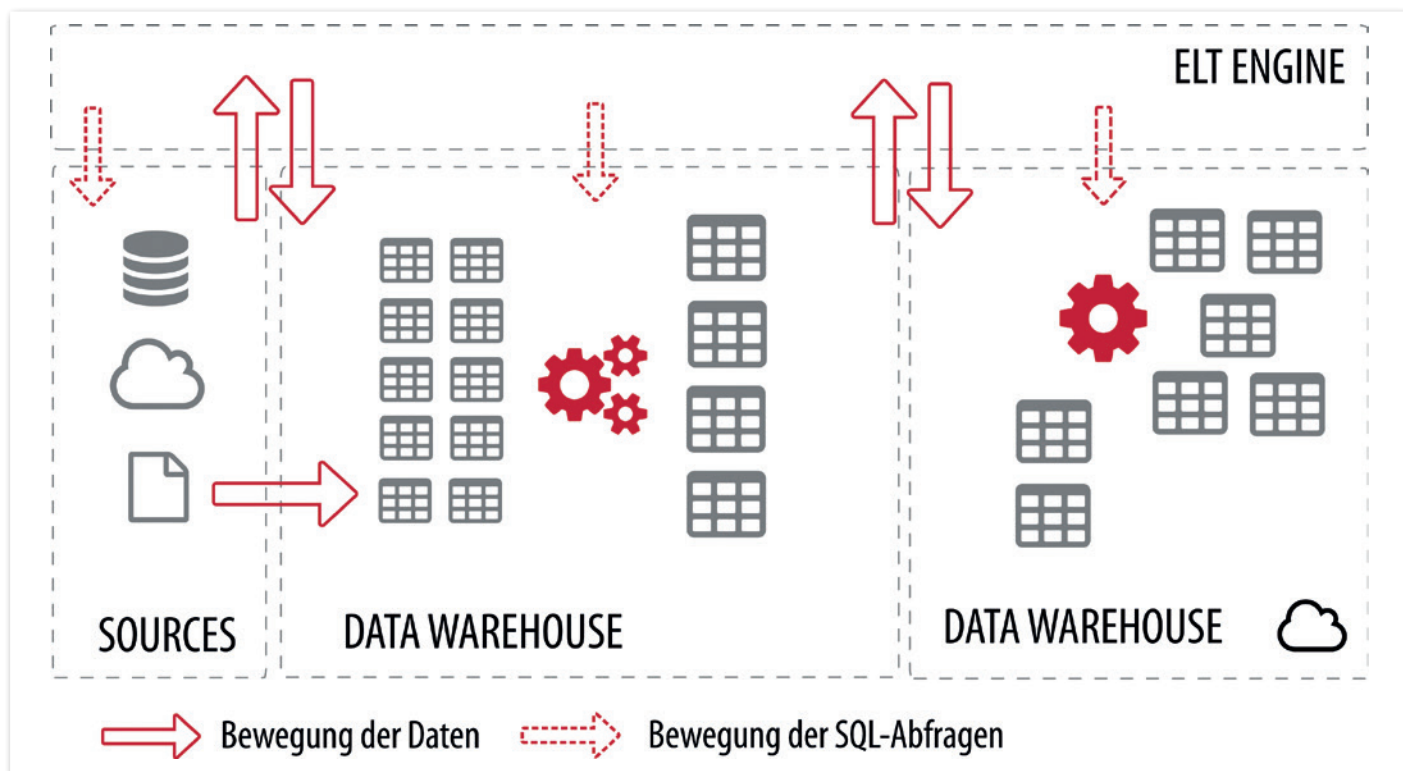 ELT ENGINE
SOURCES
DATA WAREHOUSE
DATA WAREHOUSE
Bewegung der Daten
Bewegung der SQL-Abfragen